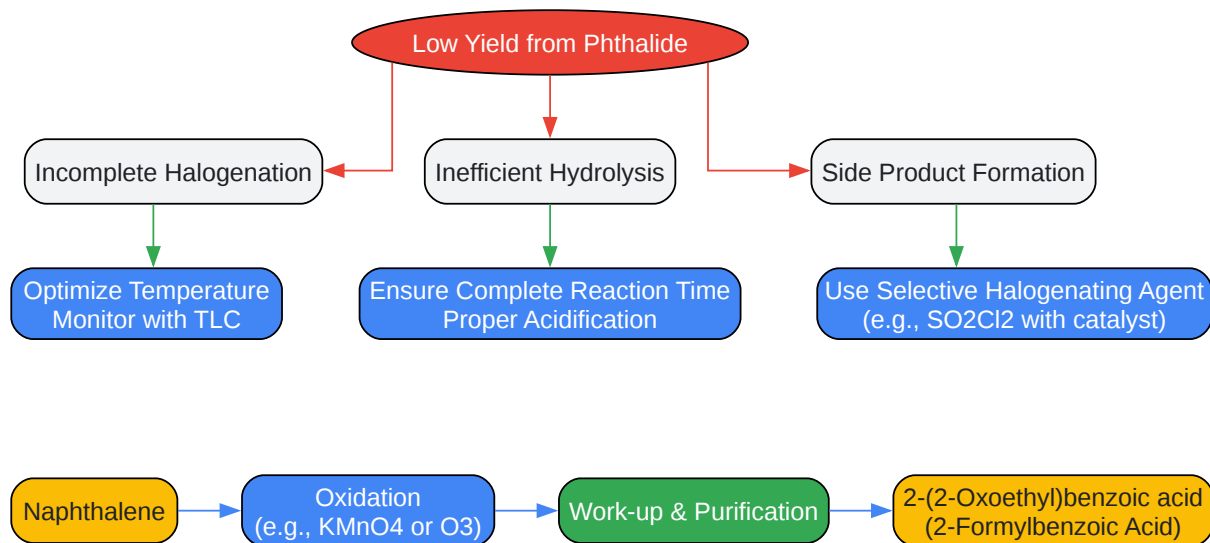 Low Yield from Phthalide
Incomplete Halogenation
Inefficient Hydrolysis
Side Product Formation
Optimize Temperature
Monitor with TLC
Ensure Complete Reaction Time
Proper Acidification
Use Selective Halogenating Agent
(e.g., SO2Cl2 with catalyst)
Naphthalene
Oxidation
(e.g., KMnO4 or O3)
Work-up & Purification
2-(2-Oxoethyl)benzoic acid
(2-Formylbenzoic Acid)